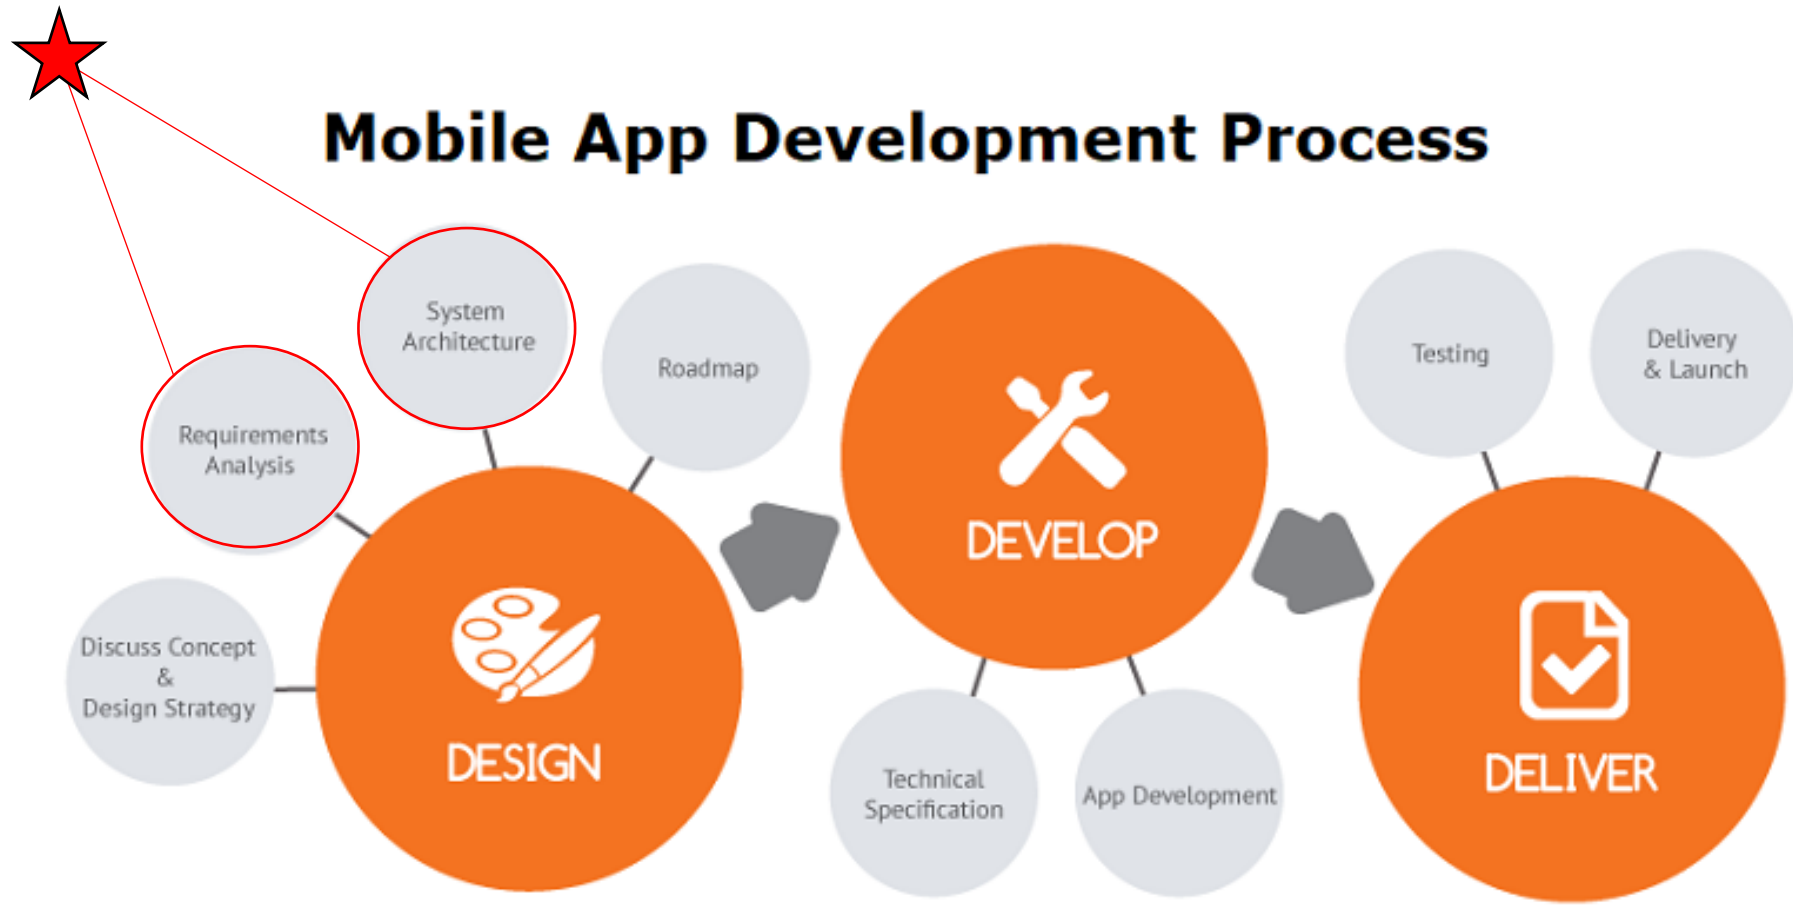 Mobile App Development Process
System
Architecture
Roadmap
Requirements
Analysis
Discuss Concept
&
Design Strategy
DESIGN
DEVELOP
Technical
Specification
App Development
Testing
Delivery
& Launch
DELIVER